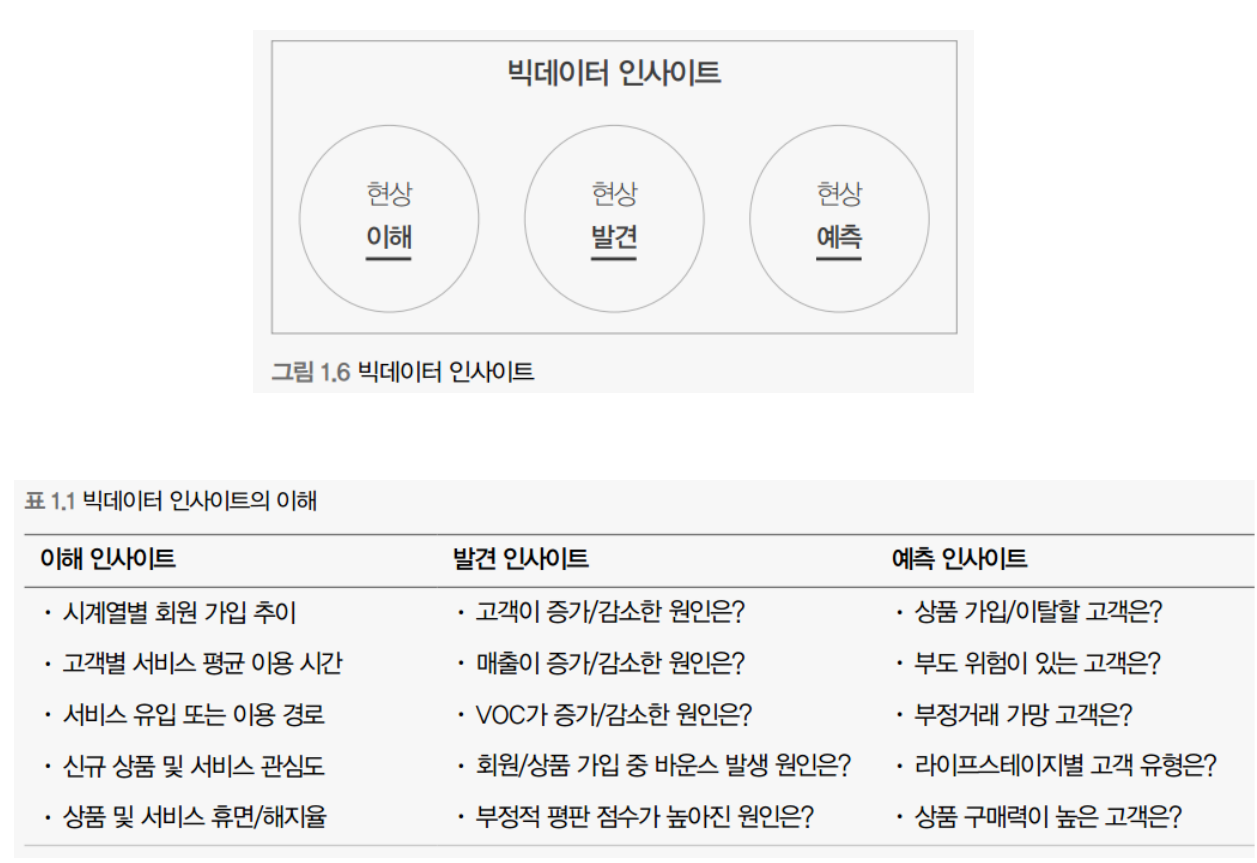 빅데이터 인사이트
현상 현상 현상
이해 발견 예측
그림 1.6 빅데이터 인사이트
표 1.1 빅데이터 인사이트의 이해
이해 인사이트 발견 인사이트 예측 인사이트
· 시계열별 회원 가입 추이 · 고객이 증가/감소한 원인은? · 상품 가입/이탈할 고객은?
· 고객별 서비스 평균 이용 시간 · 매출이 증가/감소한 원인은? · 부도 위험이 있는 고객은?
· 서비스 유입 또는 이용 경로 · VOC가 증가/감소한 원인은? · 부정거래 가망 고객은?
· 신규 상품 및 서비스 관심도 · 회원/상품 가입 중 바운스 발생 원인은? · 라이프스테이지별 고객 유형은?
· 상품 및 서비스 휴면/해지율 · 부정적 평판 점수가 높아진 원인은? · 상품 구매력이 높은 고객은?